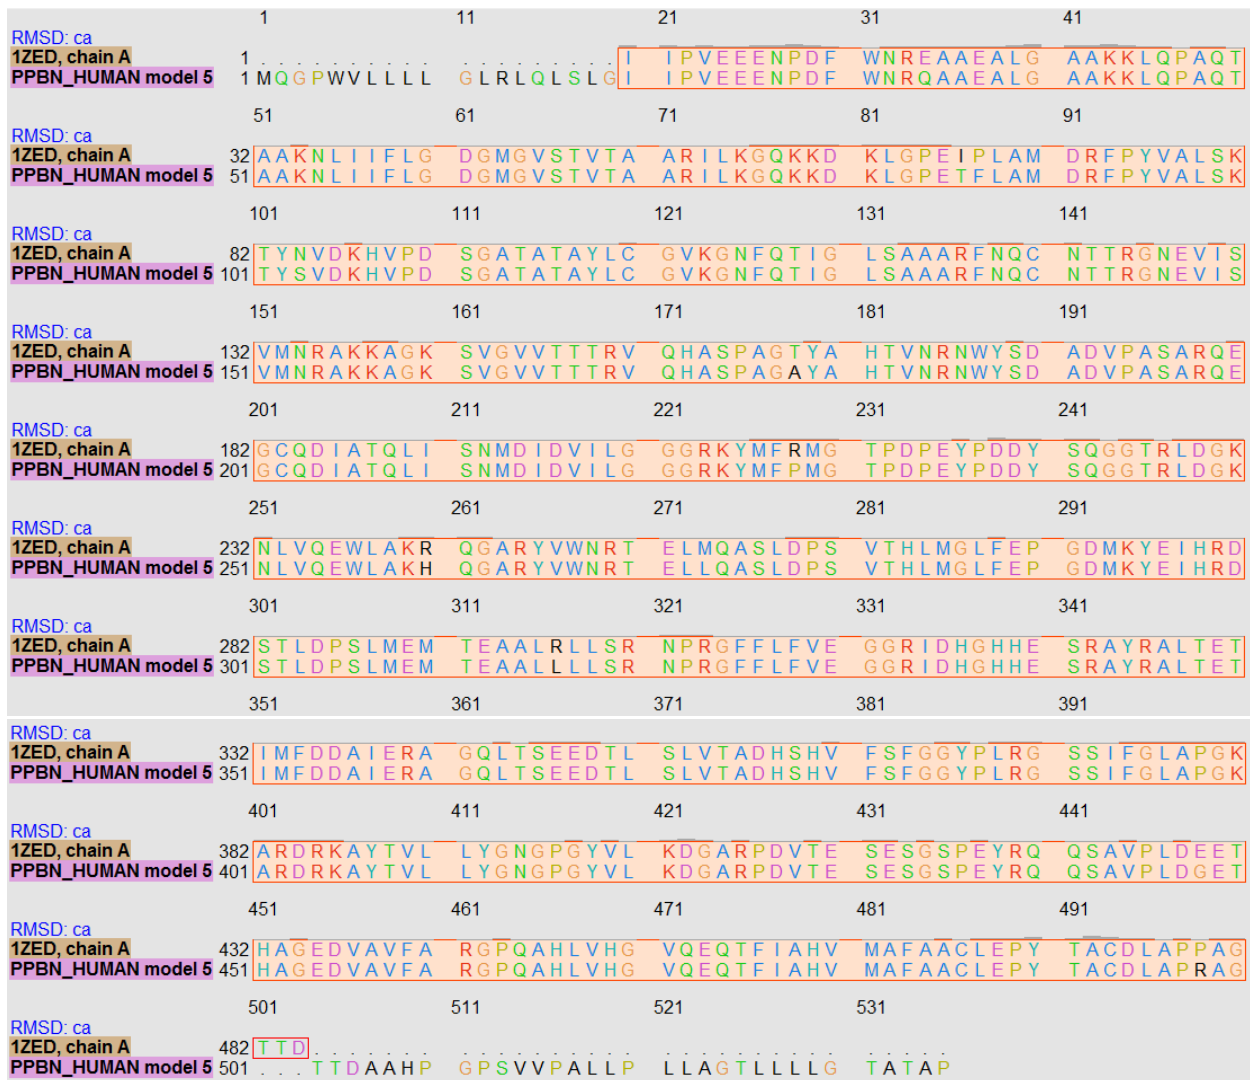 1 11 21 31 41
RMSD: ca
1ZED, chain A 1 . . . . . . . . . . . . . . . . . . I IPVEEENPDF WNREAAEALG AAKKLQPAQT
PPBN_HUMAN model 5 1 MQGPWVLLLL GLRLQLSLGI IPVEEENPDF WNRQAAEALG AAKKLQPAQT
51 61 71 81 91
RMSD: ca
1ZED, chain A 32 AAKNLIIFLG DGMGVSTVTA ARILKGQKKD KLGPEIPLAM DRFPYVALSK
PPBN_HUMAN model 5 51 AAKNLIIFLG DGMGVSTVTA ARILKGQKKD KLGPETFLAM DRFPYVALSK
101 111 121 131 141
RMSD: ca
1ZED, chain A 82 TYNVDKHVPD SGATATAYLC GVKGNFQTIG LSAAARFNQC NTTRGNEVIS
PPBN_HUMAN model 5 101 TYSVDKHVPD SGATATAYLC GVKGNFQTIG LSAAARFNQC NTTRGNEVIS
151 161 171 181 191
RMSD: ca
1ZED, chain A 132 VMNRAKKAGK SVGVVTTTRV QHASPAGTYA HTVNRNWYSD ADVPASARQE
PPBN_HUMAN model 5 151 VMNRAKKAGK SVGVVTTTRV QHASPAGAYA HTVNRNWYSD ADVPASARQE
201 211 221 231 241
RMSD: ca
1ZED, chain A 182 GCQDIATQLI SNMDIDVILG GGRKYMFRMG TPDPEYPDDY SQGGTRLDGK
PPBN_HUMAN model 5 201 GCQDIATQLI SNMDIDVILG GGRKYMFPMG TPDPEYPDDY SQGGTRLDGK
251 261 271 281 291
RMSD: ca
1ZED, chain A 232 NLVQEWLAKR QGARYVWNRT ELMQASLDPS VTHLMGLFEP GDMKYEIHRD
PPBN_HUMAN model 5 251 NLVQEWLAKH QGARYVWNRT ELLQASLDPS VTHLMGLFEP GDMKYEIHRD
301 311 321 331 341
RMSD: ca
1ZED, chain A 282 STLDPSLMEM TEAALRLLSR NPRGFFLFVE GGRIDHGHHE SRAYRALTET
PPBN_HUMAN model 5 301 STLDPSLMEM TEAALLLLSR NPRGFFLFVE GGRIDHGHHE SRAYRALTET
351 361 371 381 391
RMSD: ca
1ZED, chain A 332 IMFDDAIERA GQLTSEEDTL SLVTADHSHV FSFGGYPLRG SSIFGLAPGK
PPBN_HUMAN model 5 351 IMFDDAIERA GQLTSEEDTL SLVTADHSHV FSFGGYPLRG SSIFGLAPGK
401 411 421 431 441
RMSD: ca
1ZED, chain A 382 ARDRKAYTVL LYGNGPGYVL KDGARPDVTE SESGSPEYRQ QSAVPLDEET
PPBN_HUMAN model 5 401 ARDRKAYTVL LYGNGPGYVL KDGARPDVTE SESGSPEYRQ QSAVPLDGET
451 461 471 481 491
RMSD: ca
1ZED, chain A 432 HAGEDVAVFA RGPQAHLVHG VQEQTFIAHV MAFAACLEPY TACDLAPPAG
PPBN_HUMAN model 5 451 HAGEDVAVFA RGPQAHLVHG VQEQTFIAHV MAFAACLEPY TACDLAPRAG
501 511 521 531
RMSD: ca
1ZED, chain A 482 TTD . . . . . . . . . . . . . . . . . . . . . . . . . . . . . . . .
PPBN_HUMAN model 5 501 . . . TTDAAHP GPSVVPALLP LLAGTLLLLG TATAP